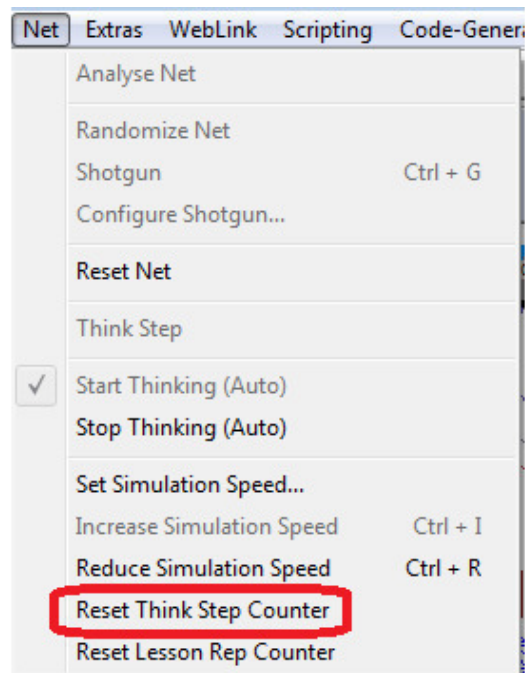 Net Extras WebLink Scripting Code-Genera
Analyse Net
Randomize Net
Shotgun Ctrl + G
Configure Shotgun...
Reset Net
Think Step
Start Thinking (Auto)
Stop Thinking (Auto)
Set Simulation Speed...
Increase Simulation Speed Ctrl + I
Reduce Simulation Speed Ctrl + R
Reset Think Step Counter
Reset Lesson Rep Counter